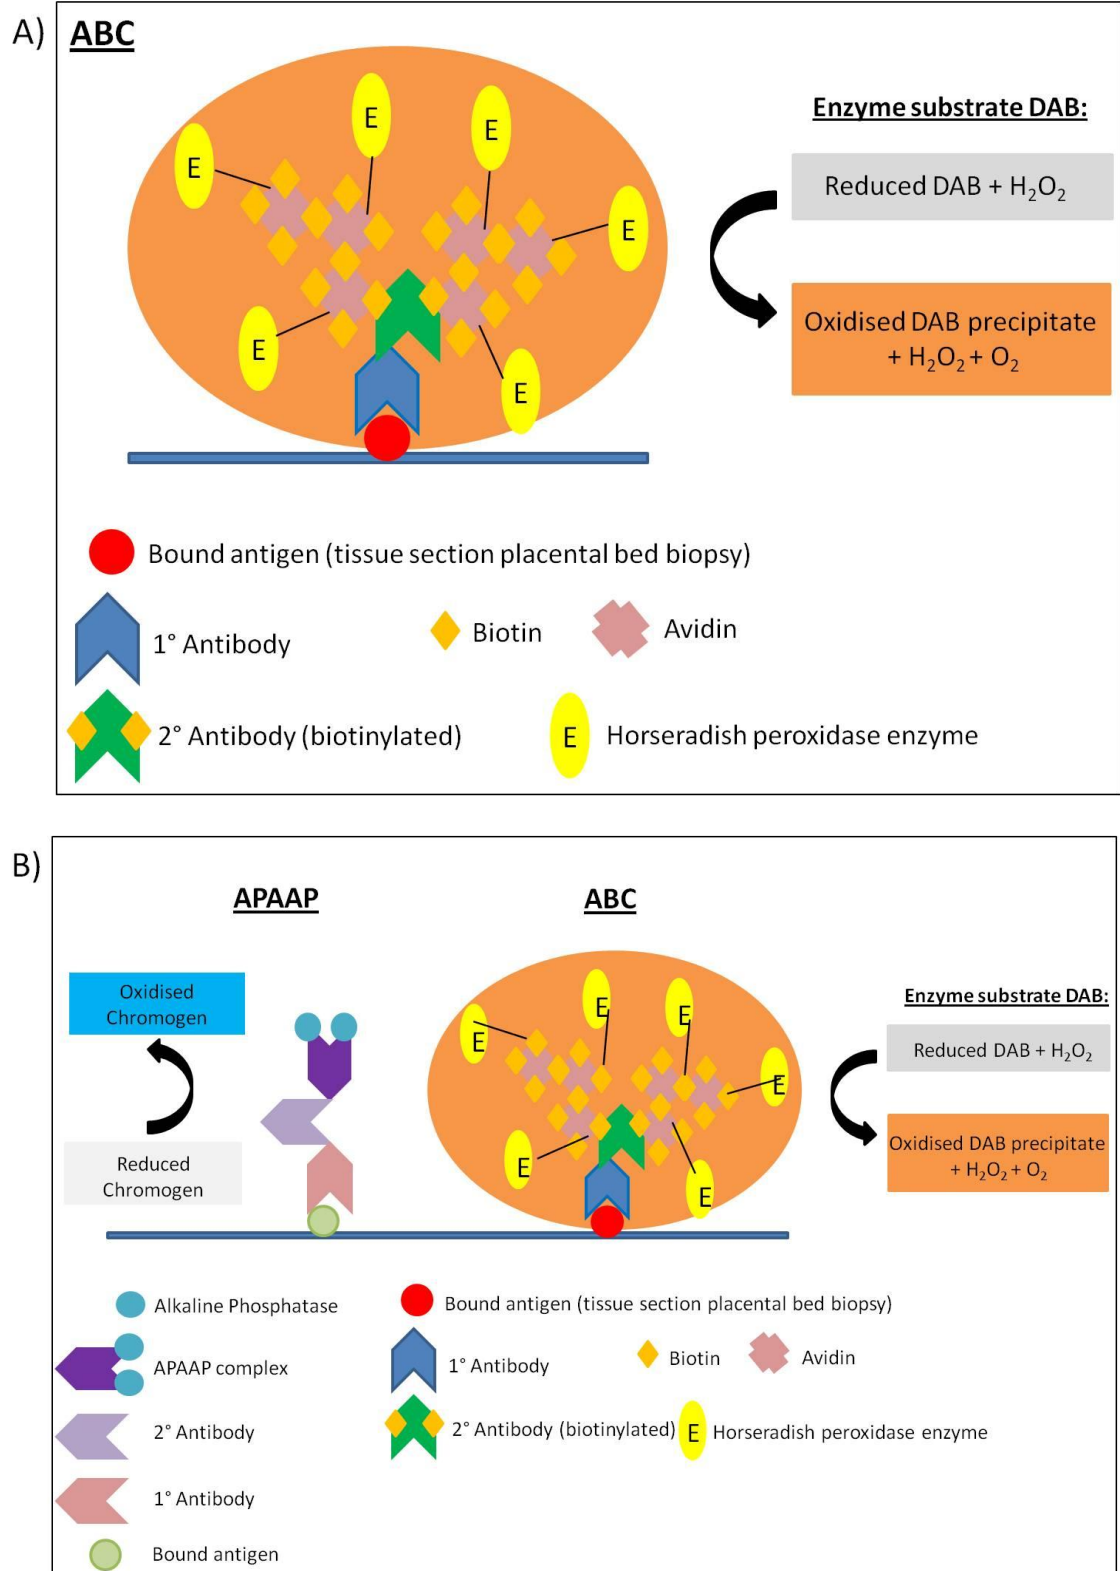 A)
ABC
E
E
E
E
E
E
Enzyme substrate DAB:
Reduced DAB + H₂O₂
Oxidised DAB precipitate
+ H₂O₂ + O₂
Bound antigen (tissue section placental bed biopsy)
1° Antibody
Biotin
Avidin
2° Antibody (biotinylated)
E
Horseradish peroxidase enzyme
B)
APAAP
ABC
Oxidised
Chromogen
Reduced
Chromogen
E
E
E
E
E
E
Enzyme substrate DAB:
Reduced DAB + H₂O₂
Oxidised DAB precipitate
+ H₂O₂ + O₂
Alkaline Phosphatase
APAAP complex
2° Antibody
1° Antibody
Bound antigen
Bound antigen (tissue section placental bed biopsy)
1° Antibody
Biotin
Avidin
2° Antibody (biotinylated)
E
Horseradish peroxidase enzyme